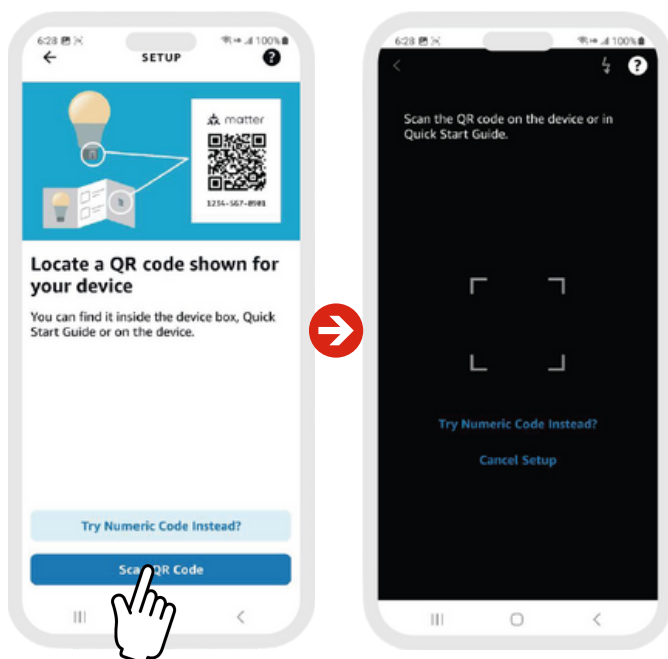 6:28
100%
SETUP
?
matter
1234-567-8901
Locate a QR code shown for
your device
You can find it inside the device box, Quick
Start Guide or on the device.
Try Numeric Code Instead?
Scan QR Code
6:28
100%
?
Scan the QR code on the device or in
Quick Start Guide.
Try Numeric Code Instead?
Cancel Setup